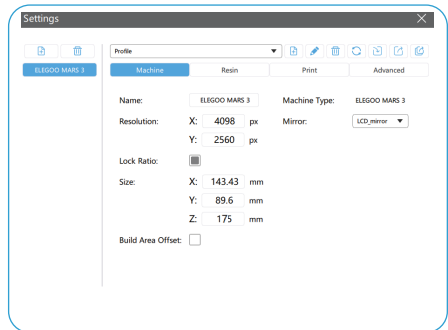 Settings
Profile
ELEGOO MARS 3
Machine Resin Print Advanced
Name: ELEGOO MARS 3 Machine Type: ELEGOO MARS 3
Resolution: X: 4098 px Mirror: LCD_mirror
Y: 2560 px
Lock Ratio:
Size: X: 143.43 mm
Y: 89.6 mm
Z: 175 mm
Build Area Offset: